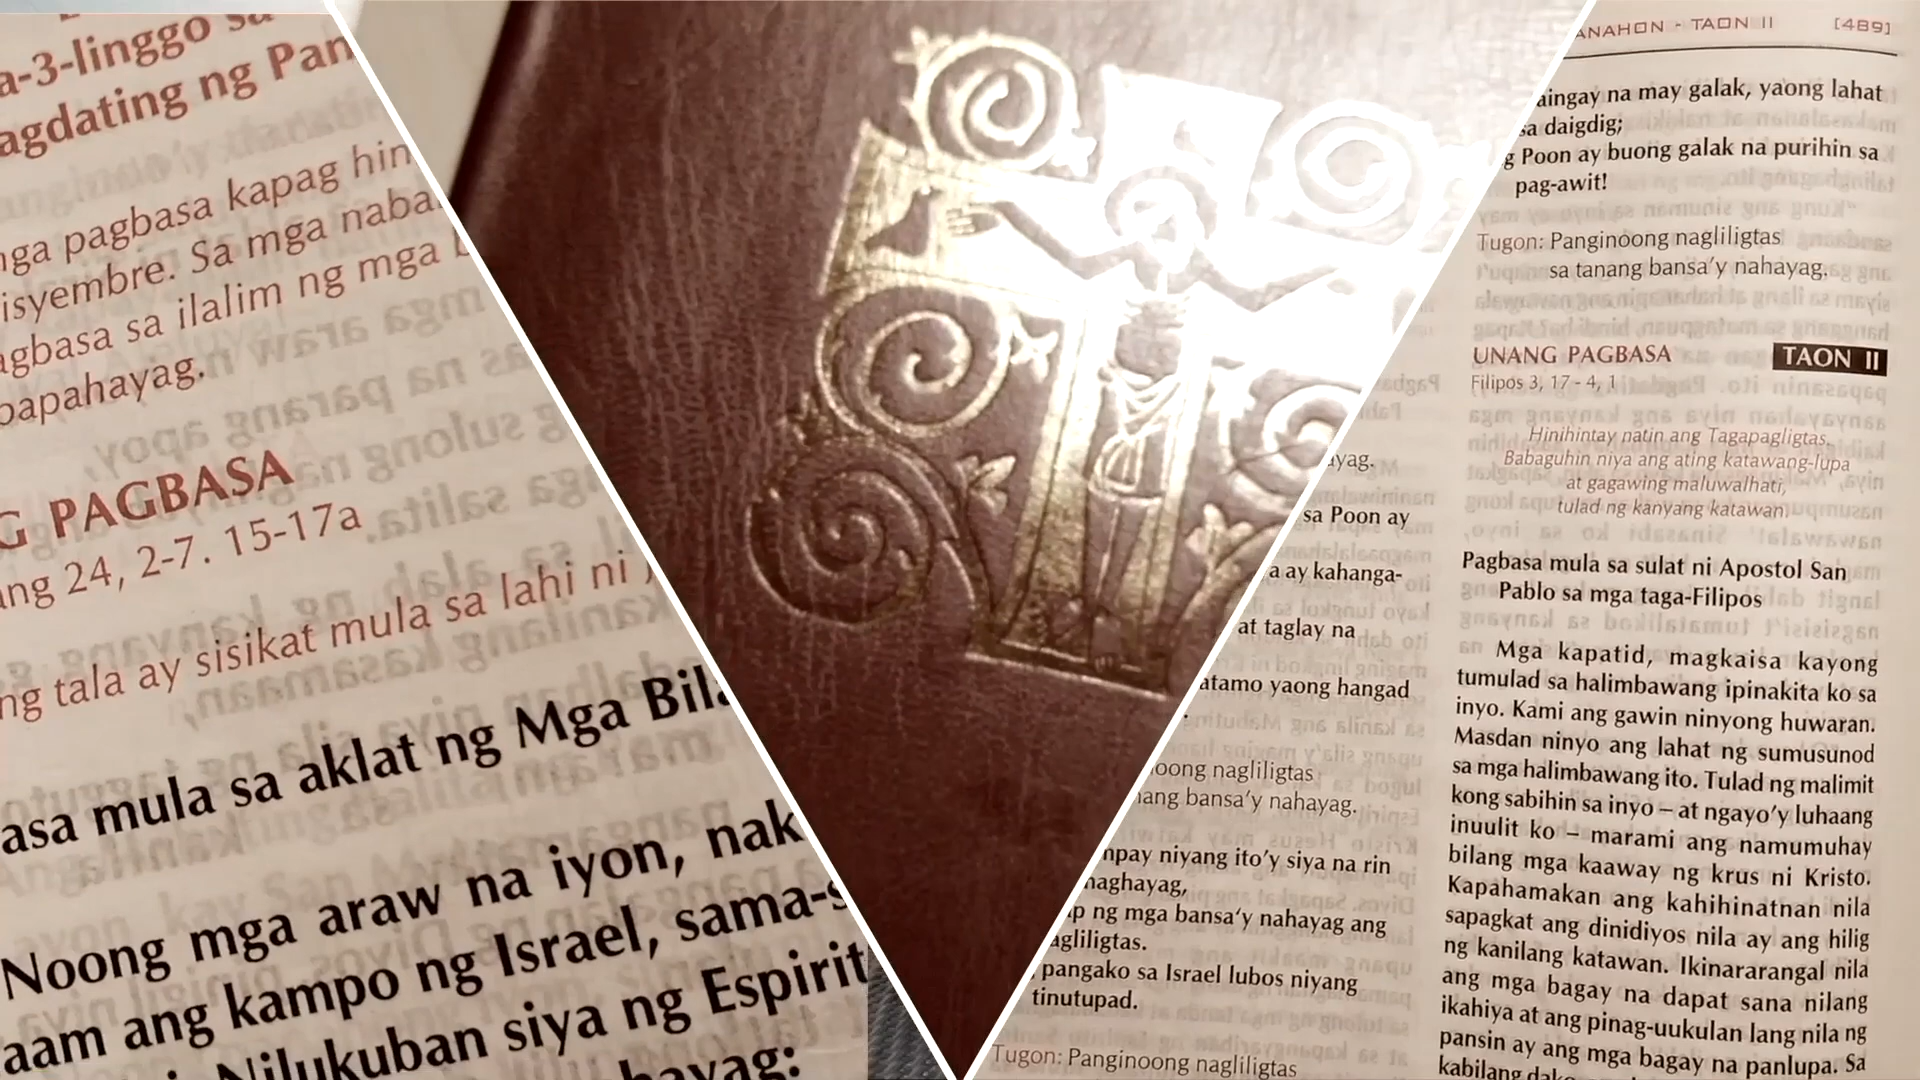 a-3-linggo sa
agdating ng Pan
nga pagbasa kapag hin
isyembre. Sa mga naba
agbasa sa ilalim ng mga
papahayag.
G PAGBASA
ang 24, 2-7. 15-17a
ng tala ay sisikat mula sa lahi ni
asa mula sa aklat ng Mga Bila
Noong mga araw na iyon, nak
aam ang kampo ng Israel, sama-s
Nilukuban siya ng Espirit
hayag:
ayag.
sa Poon ay
a ay kahanga-
at taglay na
atamo yaong hangad
oong nagliligtas
nang bansa'y nahayag.
mpay niyang ito'y siya na rin
naghayag,
ap ng mga bansa'y nahayag ang
agliligtas.
pangako sa Israel lubos niyang
tinutupad.
Tugon: Panginoong nagliligtas
ANAHON - TAON II [489]
aingay na may galak, yaong lahat
sa daigdig;
g Poon ay buong galak na purihin sa
pag-awit!
Tugon: Panginoong nagliligtas
sa tanang bansa'y nahayag.
UNANG PAGBASA TAON II
Filipos 3, 17 - 4, 1
Hinihintay natin ang Tagapagligtas.
Babaguhin niya ang ating katawang-lupa
at gagawing maluwalhati,
tulad ng kanyang katawan.
Pagbasa mula sa sulat ni Apostol San
Pablo sa mga taga-Filipos
Mga kapatid, magkaisa kayong
tumulad sa halimbawang ipinakita ko sa
inyo. Kami ang gawin ninyong huwaran.
Masdan ninyo ang lahat ng sumusunod
sa mga halimbawang ito. Tulad ng malimit
kong sabihin sa inyo – at ngayo'y luhaang
inuulit ko – marami ang namumuhay
bilang mga kaaway ng krus ni Kristo.
Kapahamakan ang kahihinatnan nila
sapagkat ang dinidiyos nila ay ang hilig
ng kanilang katawan. Ikinararangal nila
ang mga bagay na dapat sana nilang
ikahiya at ang pinag-uukulan lang nila ng
pansin ay ang mga bagay na panlupa. Sa
kabilang dako